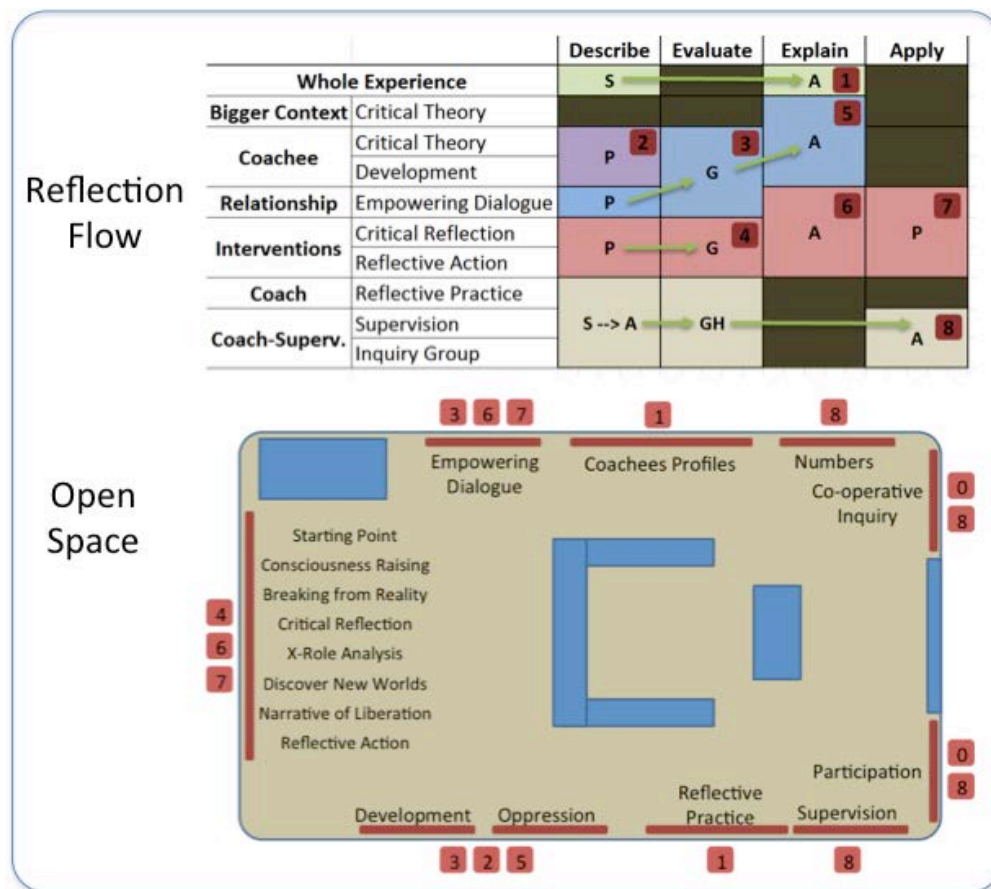 Describe Evaluate Explain Apply
Whole Experience S A 1
Bigger Context Critical Theory 5
Coachee Critical Theory P 2 G 3 A
Development
Relationship Empowering Dialogue P
Interventions Critical Reflection P G 4 A 6 P 7
Reflective Action
Coach Reflective Practice
Coach-Superv. Supervision S --> A GH A 8
Inquiry Group
Reflection
Flow
3 6 7 1 8
Empowering
Dialogue
Coachees Profiles
Numbers
Co-operative
Inquiry
0
8
Open
Space
Starting Point
Consciousness Raising
Breaking from Reality
Critical Reflection
X-Role Analysis
Discover New Worlds
Narrative of Liberation
Reflective Action
4
6
7
Participation
0
8
Development
Oppression
Reflective
Practice
Supervision
3 2 5 1 8